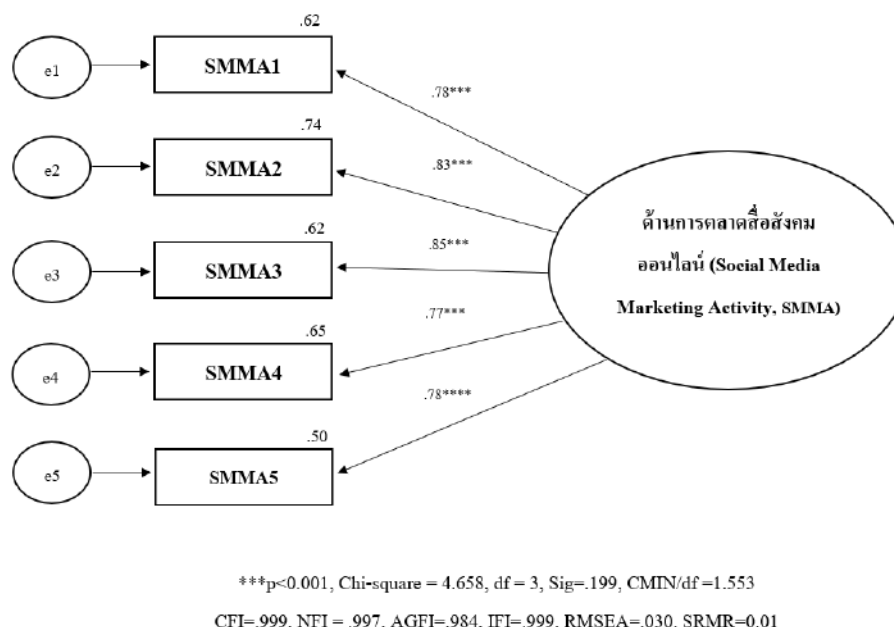 .62
e1
SMMA1
.78***
.74
e2
SMMA2
.83***
.62
e3
SMMA3
.85***
ด้านการตลาดสื่อสังคม
ออนไลน์ (Social Media
Marketing Activity, SMMA)
.65
e4
SMMA4
.77***
.50
e5
SMMA5
.78****
***p<0.001, Chi-square = 4.658, df = 3, Sig=.199, CMIN/df =1.553
CFI=.999, NFI = .997, AGFI=.984, IFI=.999, RMSEA=.030, SRMR=0.01